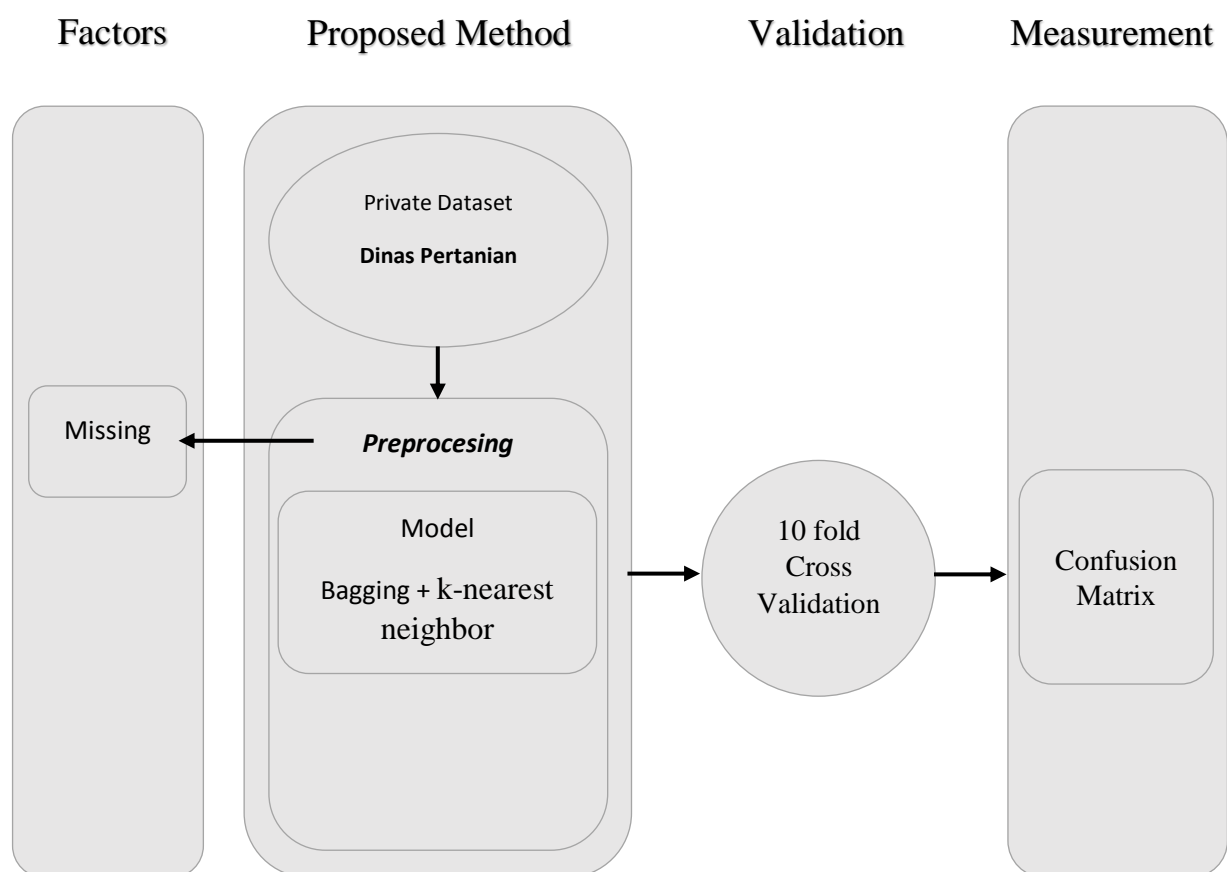 Factors
Proposed Method
Validation
Measurement
Private Dataset
Dinas Pertanian
Missing
Preprocesing
Model
Bagging + k-nearest
neighbor
10 fold
Cross
Validation
Confusion
Matrix